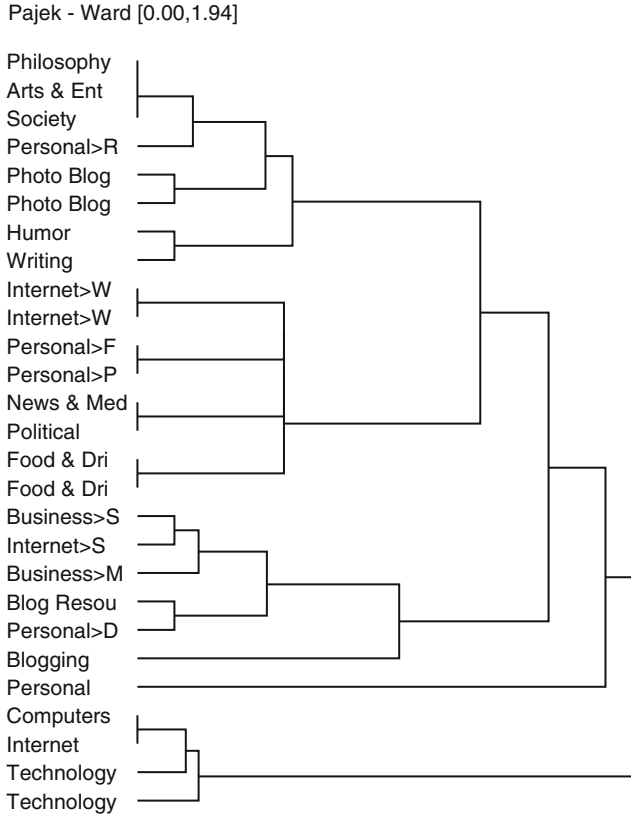 Pajek - Ward [0.00,1.94]
Philosophy
Arts & Ent
Society
Personal>R
Photo Blog
Photo Blog
Humor
Writing
Internet>W
Internet>W
Personal>F
Personal>P
News & Med
Political
Food & Dri
Food & Dri
Business>S
Internet>S
Business>M
Blog Resou
Personal>D
Blogging
Personal
Computers
Internet
Technology
Technology